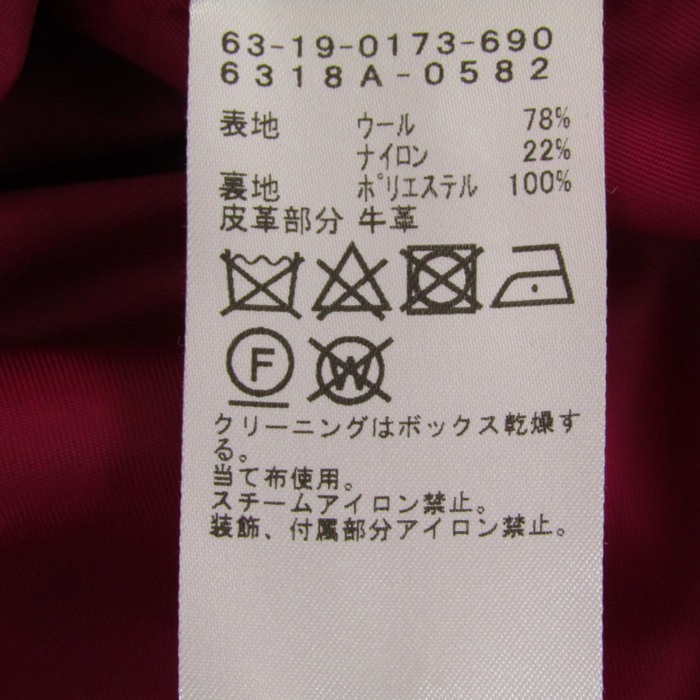 63-19-0173-690
6318A-0582
表地 ウール 78%
ナイロン 22%
裏地 ポリエステル 100%
皮革部分 牛革
F W
クリーニングはボックス乾燥す
る。
当て布使用。
スチームアイロン禁止。
装飾、付属部分アイロン禁止。